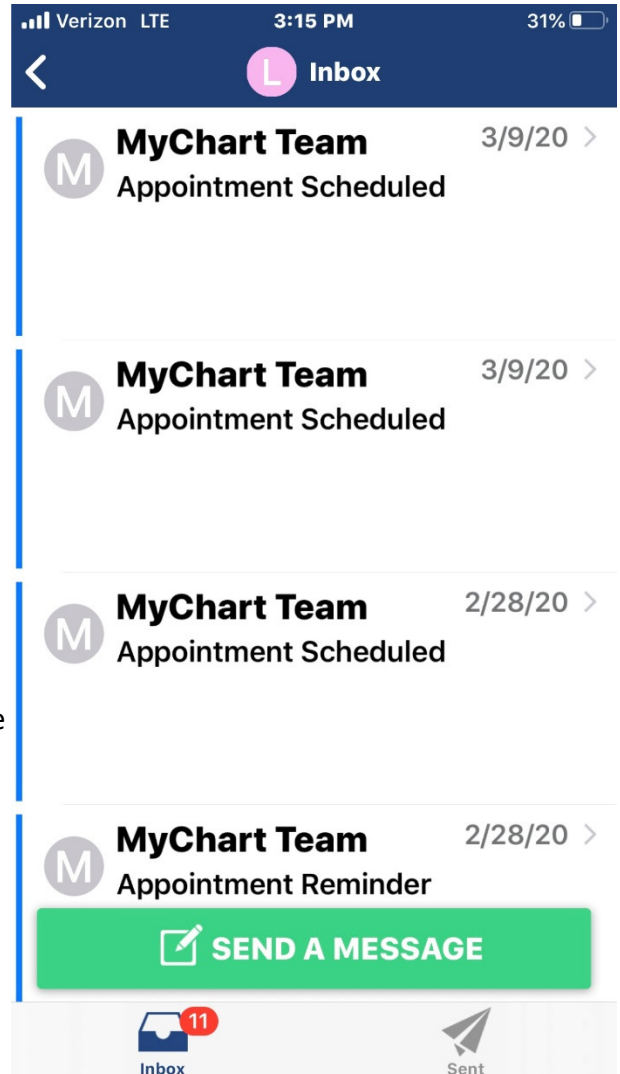 Verizon LTE 3:15 PM 31%
L Inbox
M MyChart Team 3/9/20
Appointment Scheduled
M MyChart Team 3/9/20
Appointment Scheduled
M MyChart Team 2/28/20
Appointment Scheduled
e
M MyChart Team 2/28/20
Appointment Reminder
SEND A MESSAGE
11
Inbox Sent